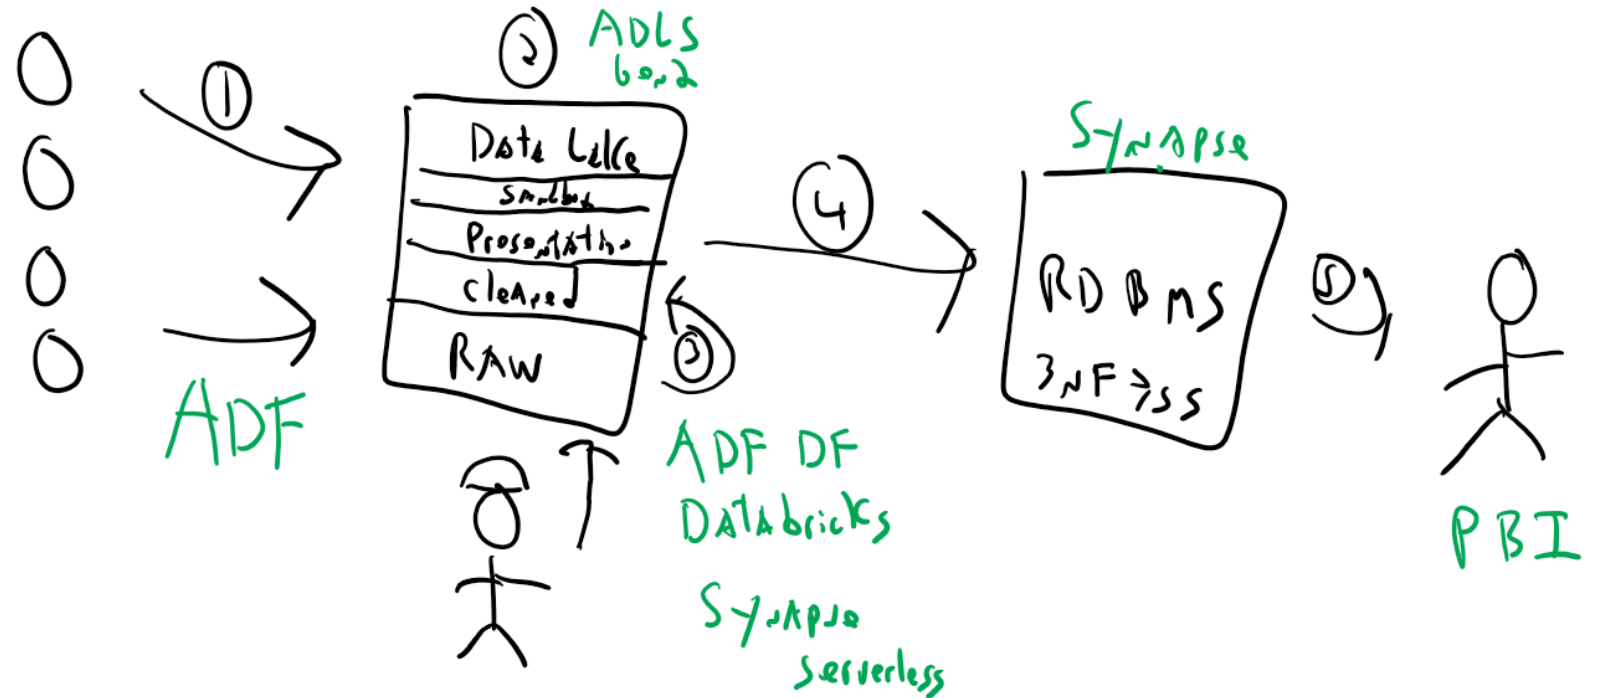 1
2
ADLS
Gen2
Data Lake
Sandbox
Presentation
Cleaned
RAW
ADF
3
ADF DF
Databricks
Synapse
Serverless
4
Synapse
RDBMS
3NF → SS
5
PBI